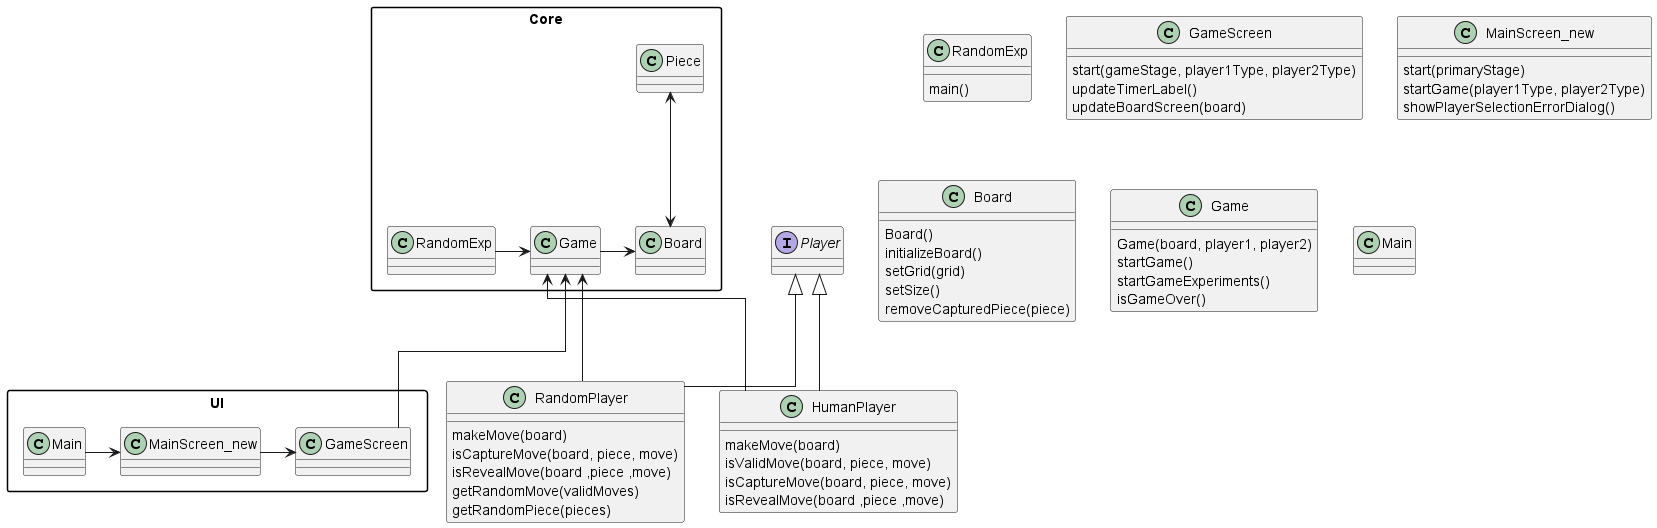 Core
C Piece
C RandomExp
C Game
C Board
I Player
C RandomExp
main()
C GameScreen
start(gameStage, player1Type, player2Type)
updateTimerLabel()
updateBoardScreen(board)
C MainScreen_new
start(primaryStage)
startGame(player1Type, player2Type)
showPlayerSelectionErrorDialog()
C Board
Board()
initializeBoard()
setGrid(grid)
setSize()
removeCapturedPiece(piece)
C Game
Game(board, player1, player2)
startGame()
startGameExperiments()
isGameOver()
C Main
UI
C Main
C MainScreen_new
C GameScreen
C RandomPlayer
makeMove(board)
isCaptureMove(board, piece, move)
isRevealMove(board ,piece ,move)
getRandomMove(validMoves)
getRandomPiece(pieces)
C HumanPlayer
makeMove(board)
isValidMove(board, piece, move)
isCaptureMove(board, piece, move)
isRevealMove(board ,piece ,move)